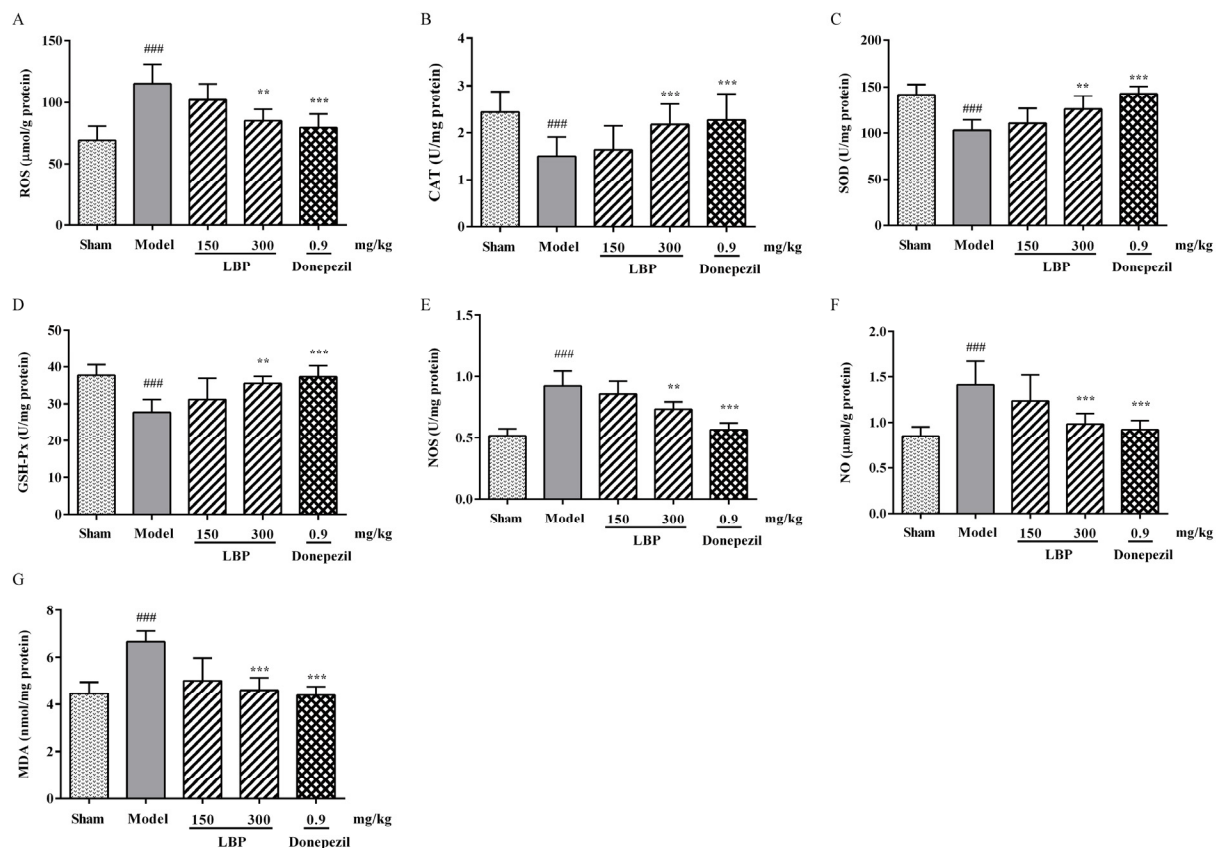 A
ROS (μmol/g protein)
150
100
50
0
###
**
***
Sham Model 150 300 0.9 mg/kg
LBP Donepezil
B
CAT (U/mg protein)
4
3
2
1
0
###
***
***
Sham Model 150 300 0.9 mg/kg
LBP Donepezil
C
SOD (U/mg protein)
200
150
100
50
0
###
**
***
Sham Model 150 300 0.9 mg/kg
LBP Donepezil
D
GSH-Px (U/mg protein)
50
40
30
20
10
0
###
**
***
Sham Model 150 300 0.9 mg/kg
LBP Donepezil
E
NOS (U/mg protein)
1.5
1.0
0.5
0.0
###
**
***
Sham Model 150 300 0.9 mg/kg
LBP Donepezil
F
NO (μmol/g protein)
2.0
1.5
1.0
0.5
0.0
###
***
***
Sham Model 150 300 0.9 mg/kg
LBP Donepezil
G
MDA (nmol/mg protein)
8
6
4
2
0
###
***
***
Sham Model 150 300 0.9 mg/kg
LBP Donepezil